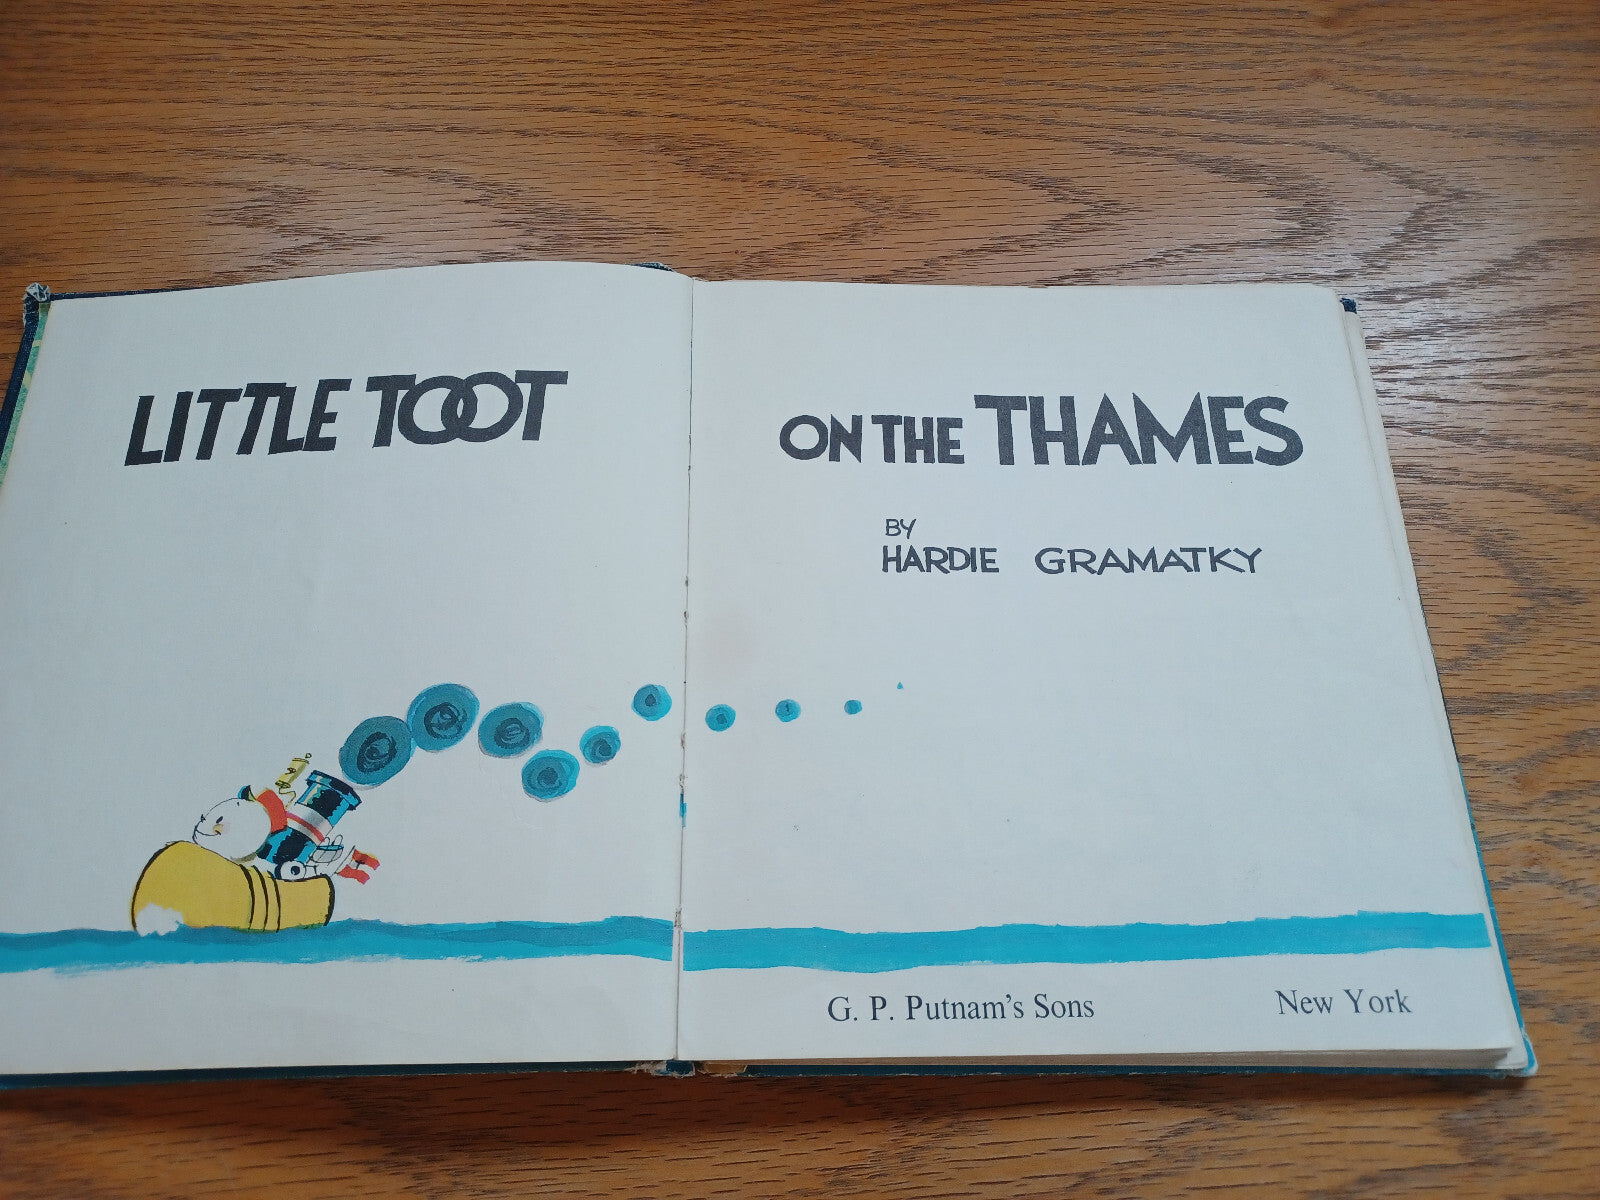 LITTLE TOOT
ON THE THAMES
BY
HARDIE GRAMATKY
G. P. Putnam's Sons New York